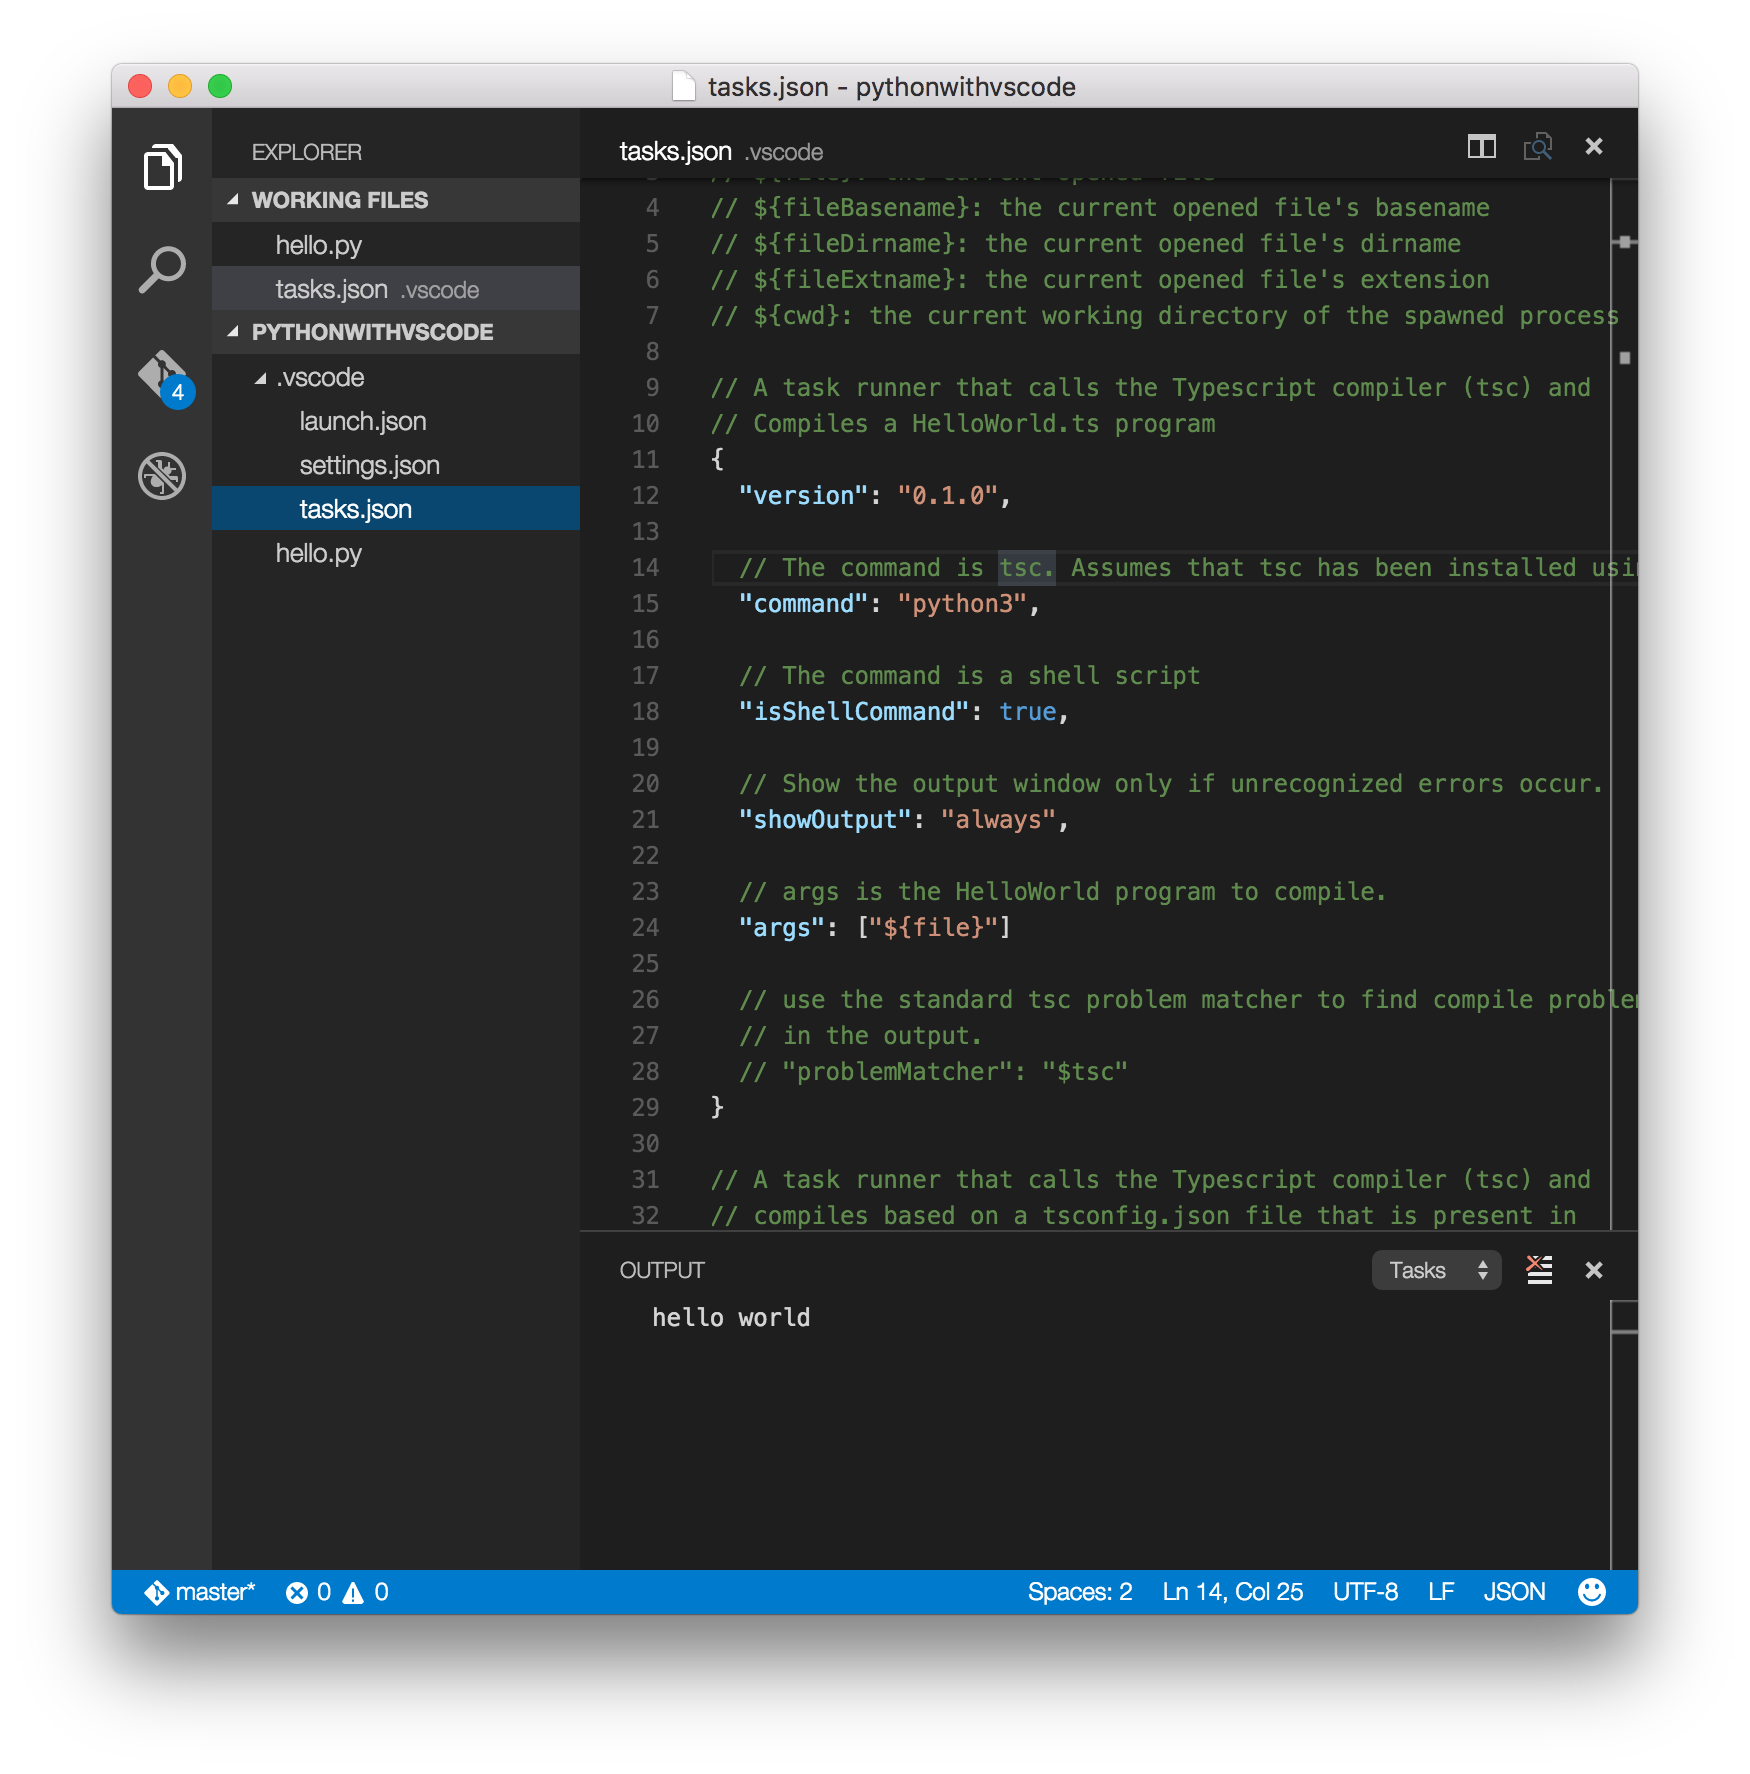 tasks.json - pythonwithvscode
EXPLORER
WORKING FILES
hello.py
tasks.json .vscode
PYTHONWITHVSCODE
.vscode
launch.json
settings.json
tasks.json
hello.py
4
tasks.json .vscode
4 // ${fileBasename}: the current opened file's basename
5 // ${fileDirname}: the current opened file's dirname
6 // ${fileExtname}: the current opened file's extension
7 // ${cwd}: the current working directory of the spawned process
8
9 // A task runner that calls the Typescript compiler (tsc) and
10 // Compiles a HelloWorld.ts program
11 {
12 "version": "0.1.0",
13
14 // The command is tsc. Assumes that tsc has been installed usin
15 "command": "python3",
16
17 // The command is a shell script
18 "isShellCommand": true,
19
20 // Show the output window only if unrecognized errors occur.
21 "showOutput": "always",
22
23 // args is the HelloWorld program to compile.
24 "args": ["${file}"]
25
26 // use the standard tsc problem matcher to find compile problem
27 // in the output.
28 // "problemMatcher": "$tsc"
29 }
30
31 // A task runner that calls the Typescript compiler (tsc) and
32 // compiles based on a tsconfig.json file that is present in
OUTPUT
Tasks
hello world
master* 0 0
Spaces: 2 Ln 14, Col 25 UTF-8 LF JSON